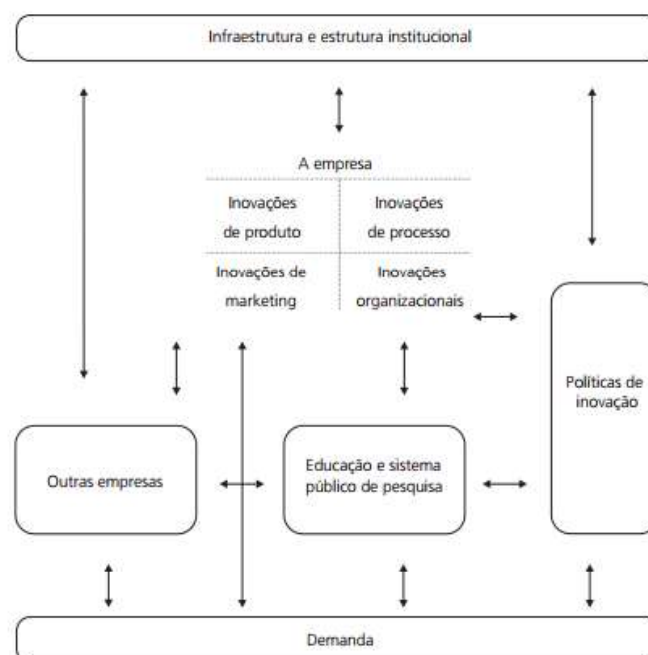 Infraestrutura e estrutura institucional
A empresa
Inovações
de produto
Inovações
de processo
Inovações de
marketing
Inovações
organizacionais
Políticas de
inovação
Outras empresas
Educação e sistema
público de pesquisa
Demanda